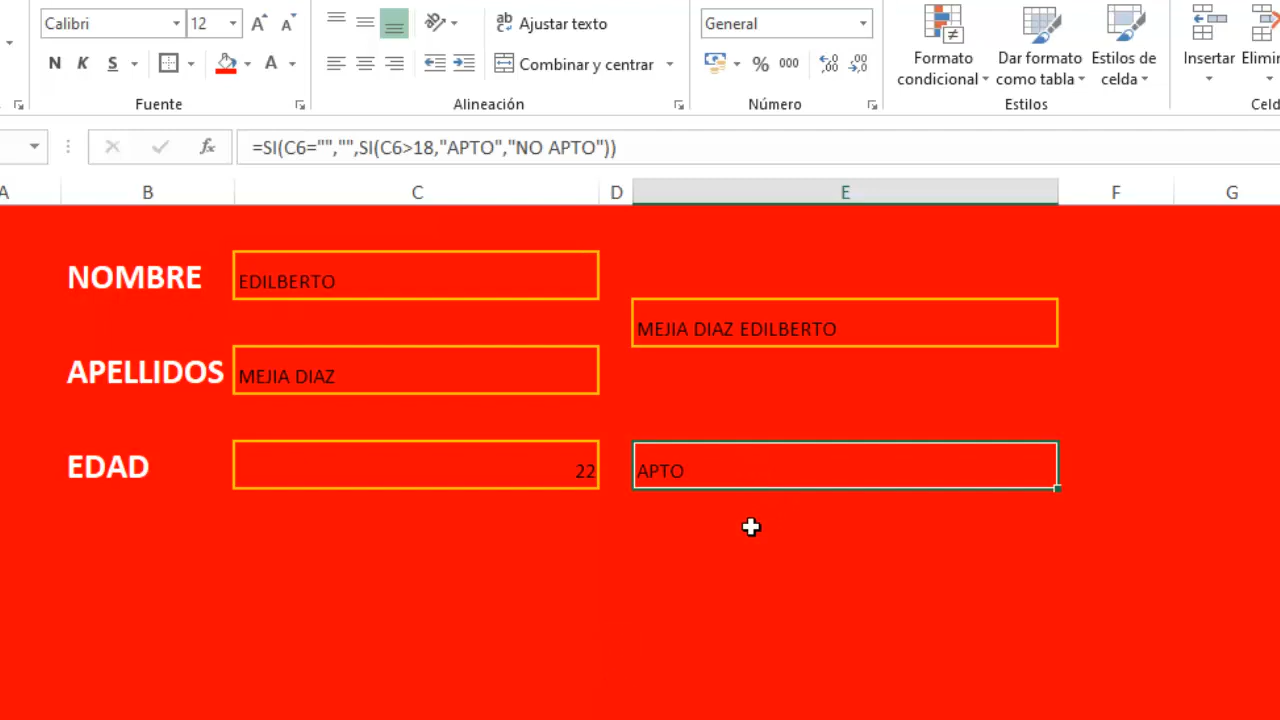 Calibri 12 A A
ab Ajustar texto
General
N K S A
Combinar y centrar
% 000
Formato condicional
Dar formato como tabla
Estilos de celda
Insertar
Fuente
Alineación
Número
Estilos
fx =SI(C6="","",SI(C6>18,"APTO","NO APTO"))
A B C D E F G
NOMBRE EDILBERTO
MEJIA DIAZ EDILBERTO
APELLIDOS MEJIA DIAZ
EDAD 22 APTO